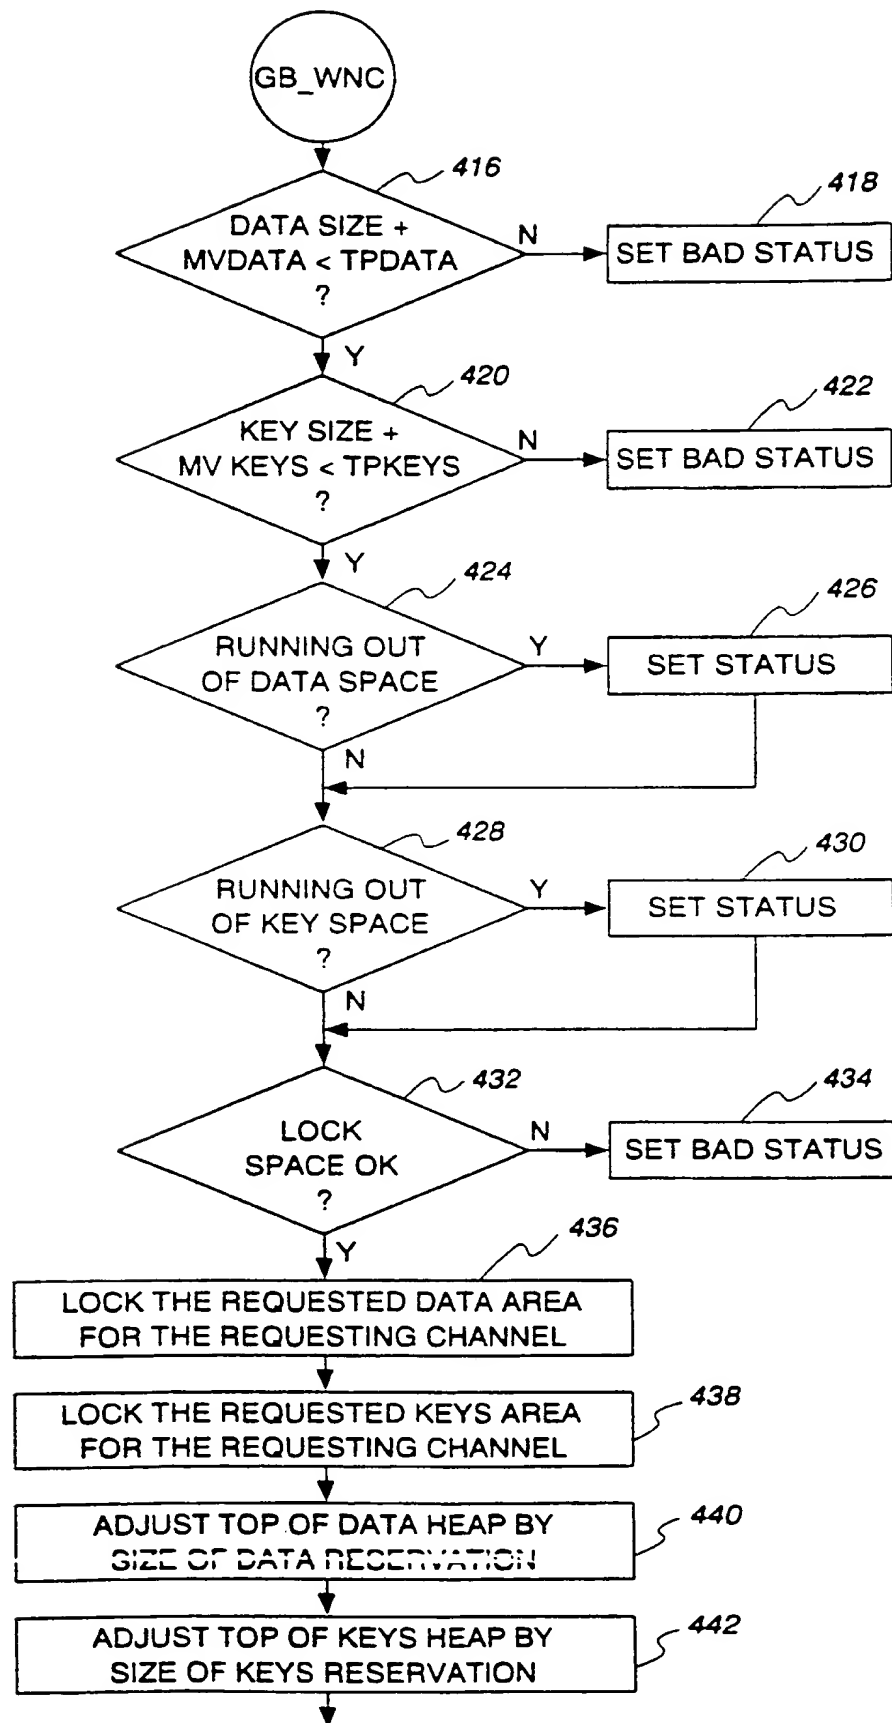 GB_WNC
416
DATA SIZE +
MVDATA < TPDATA
?
N
418
SET BAD STATUS
Y
420
KEY SIZE +
MV KEYS < TPKEYS
?
N
422
SET BAD STATUS
Y
424
RUNNING OUT
OF DATA SPACE
?
Y
426
SET STATUS
N
428
RUNNING OUT
OF KEY SPACE
?
Y
430
SET STATUS
N
432
LOCK
SPACE OK
?
N
434
SET BAD STATUS
Y
436
LOCK THE REQUESTED DATA AREA
FOR THE REQUESTING CHANNEL
438
LOCK THE REQUESTED KEYS AREA
FOR THE REQUESTING CHANNEL
440
ADJUST TOP OF DATA HEAP BY
SIZE OF DATA RESERVATION
442
ADJUST TOP OF KEYS HEAP BY
SIZE OF KEYS RESERVATION